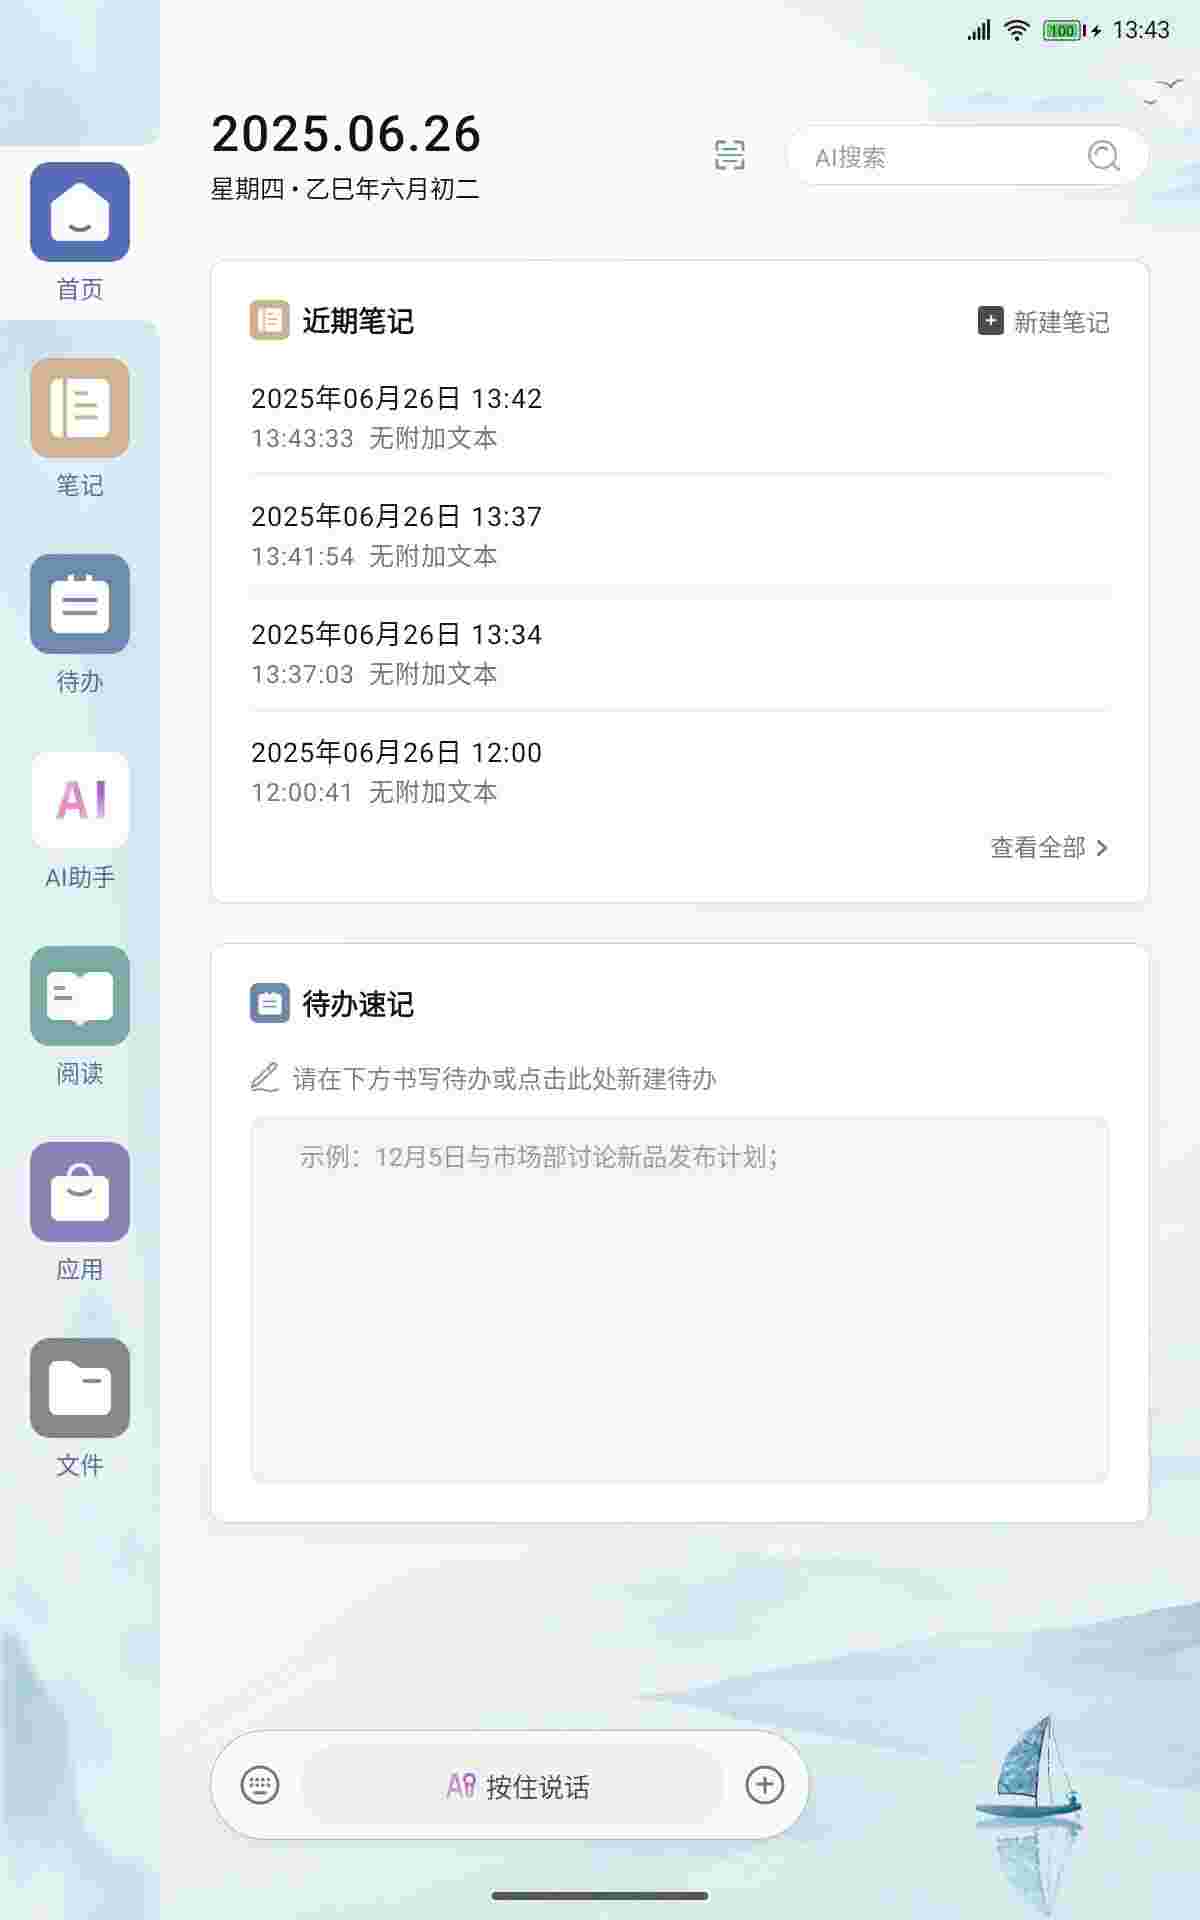 100 13:43
2025.06.26
星期四·乙巳年六月初二
AI搜索
首页
笔记
待办
AI
AI助手
阅读
应用
文件
近期笔记
新建笔记
2025年06月26日 13:42
13:43:33 无附加文本
2025年06月26日 13:37
13:41:54 无附加文本
2025年06月26日 13:34
13:37:03 无附加文本
2025年06月26日 12:00
12:00:41 无附加文本
查看全部
待办速记
请在下方书写待办或点击此处新建待办
示例：12月5日与市场部讨论新品发布计划；
AI 按住说话